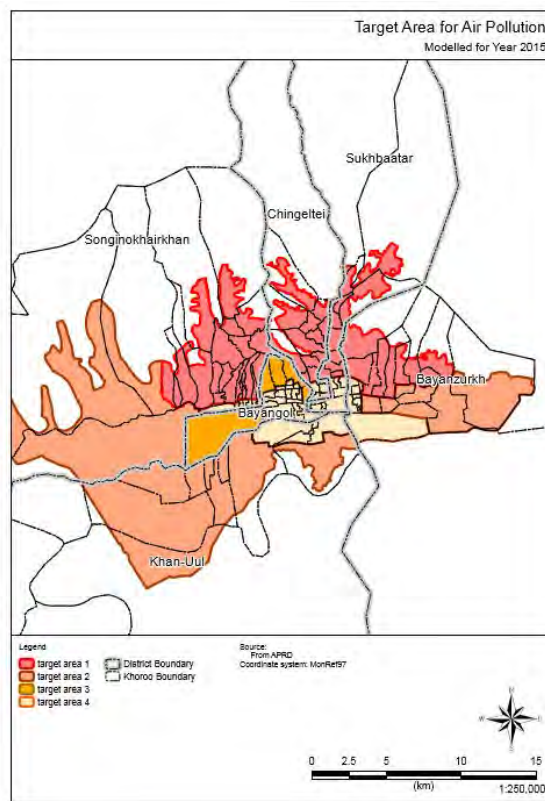 Target Area for Air Pollution
Modelled for Year 2015
Sukhbaatar
Chingeltei
Songinokhairkhan
Bayanzurkh
Bayangol
Khan-Uul
Legend
target area 1
target area 2
target area 3
target area 4
District Boundary
Khoroo Boundary
Source:
From APRD
Coordinate system: MonRef97
N
W E
S
0 2.5 5 10 15
(km)
1:250,000